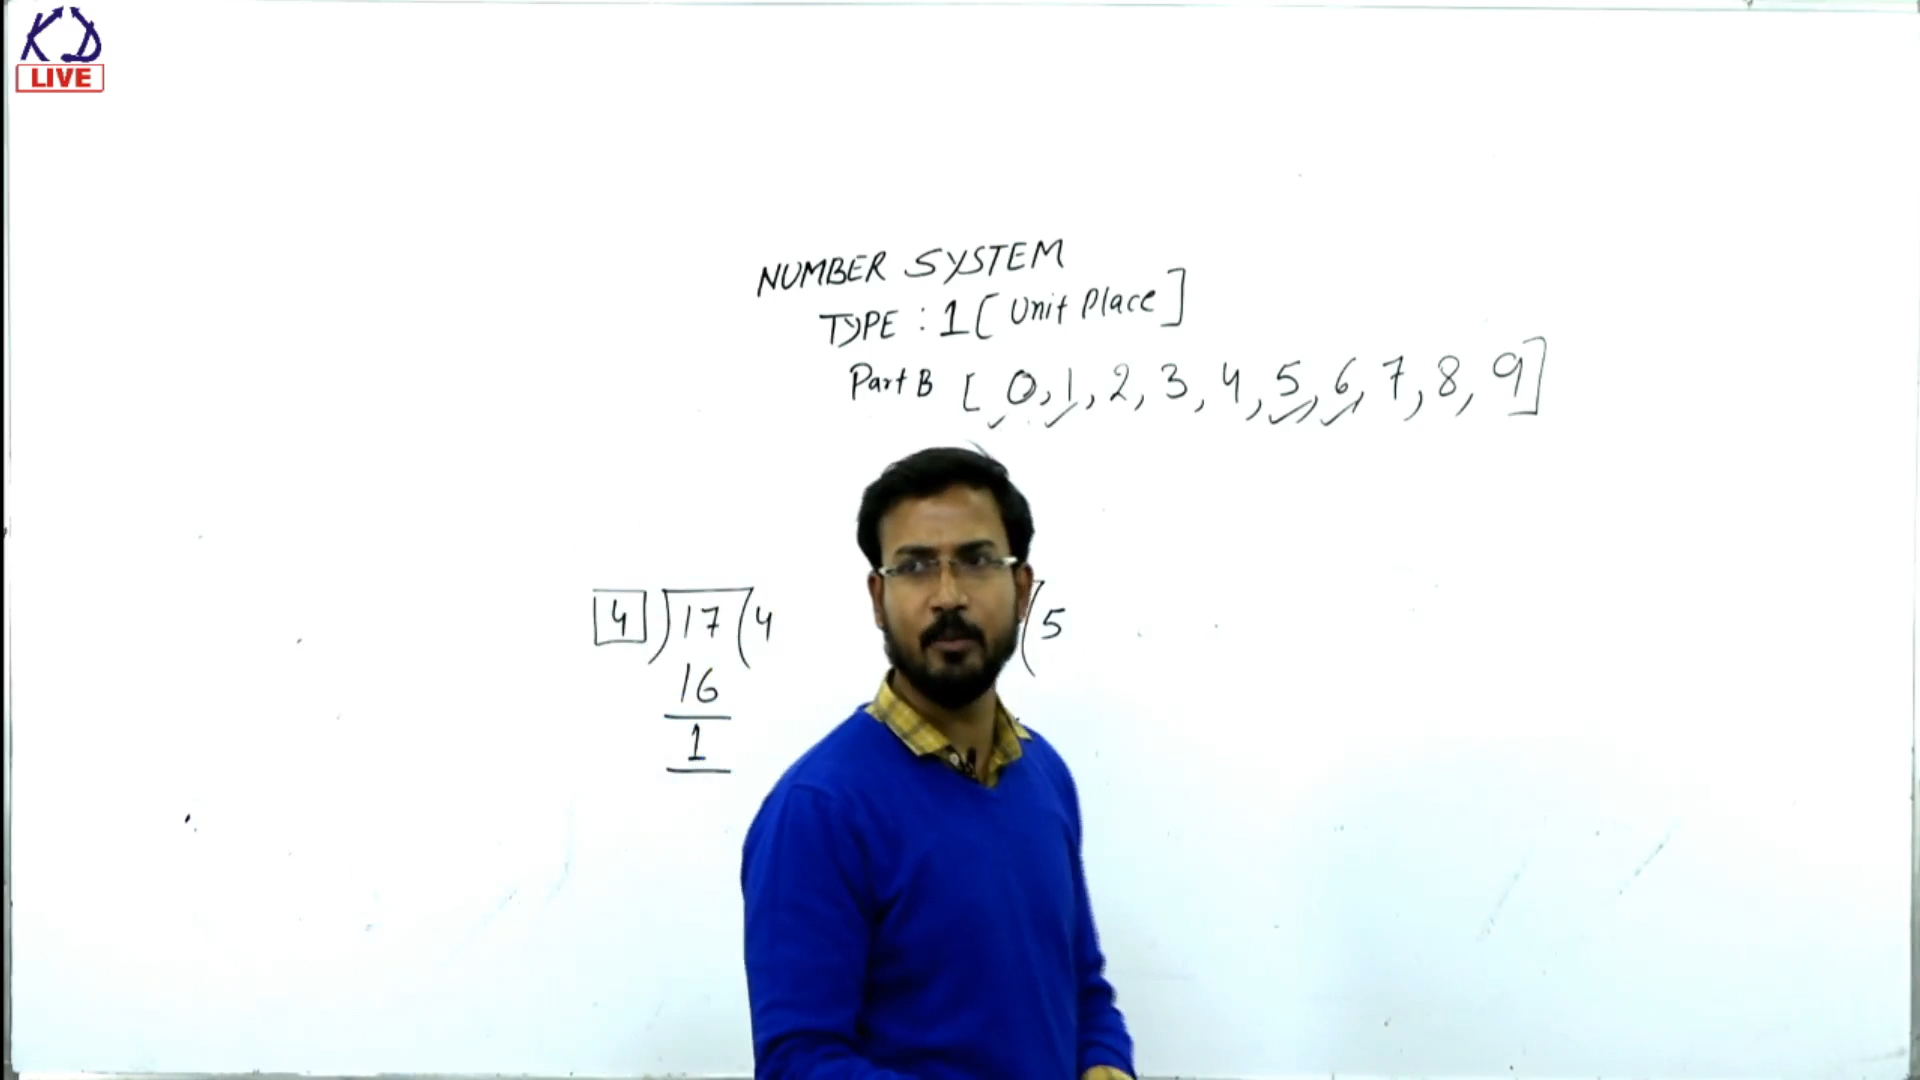 KD
LIVE
NUMBER SYSTEM
TYPE : 1 [ Unit Place ]
Part B [ 0, 1, 2, 3, 4, 5, 6, 7, 8, 9 ]
4 ) 17 ( 4
( 5
16
1